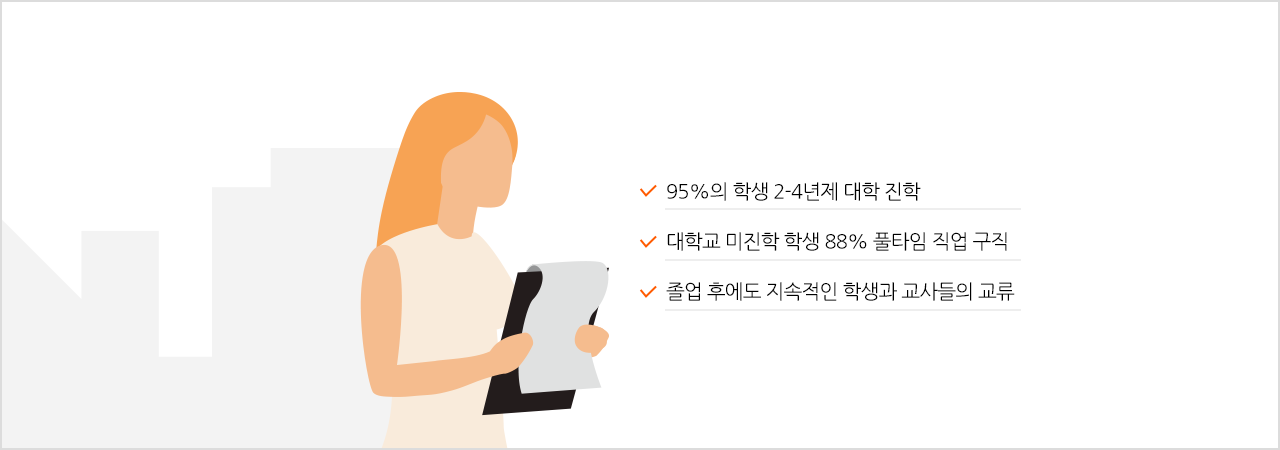 95%의 학생 2-4년제 대학 진학
대학교 미진학 학생 88% 풀타임 직업 구직
졸업 후에도 지속적인 학생과 교사들의 교류